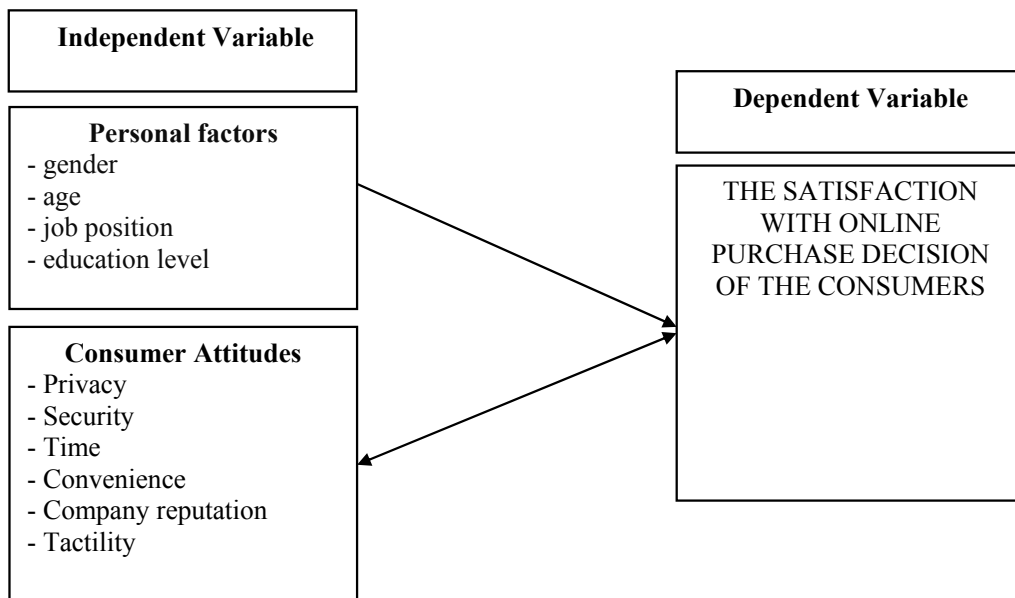 Independent Variable
Personal factors
- gender
- age
- job position
- education level
Consumer Attitudes
- Privacy
- Security
- Time
- Convenience
- Company reputation
- Tactility
Dependent Variable
THE SATISFACTION
WITH ONLINE
PURCHASE DECISION
OF THE CONSUMERS